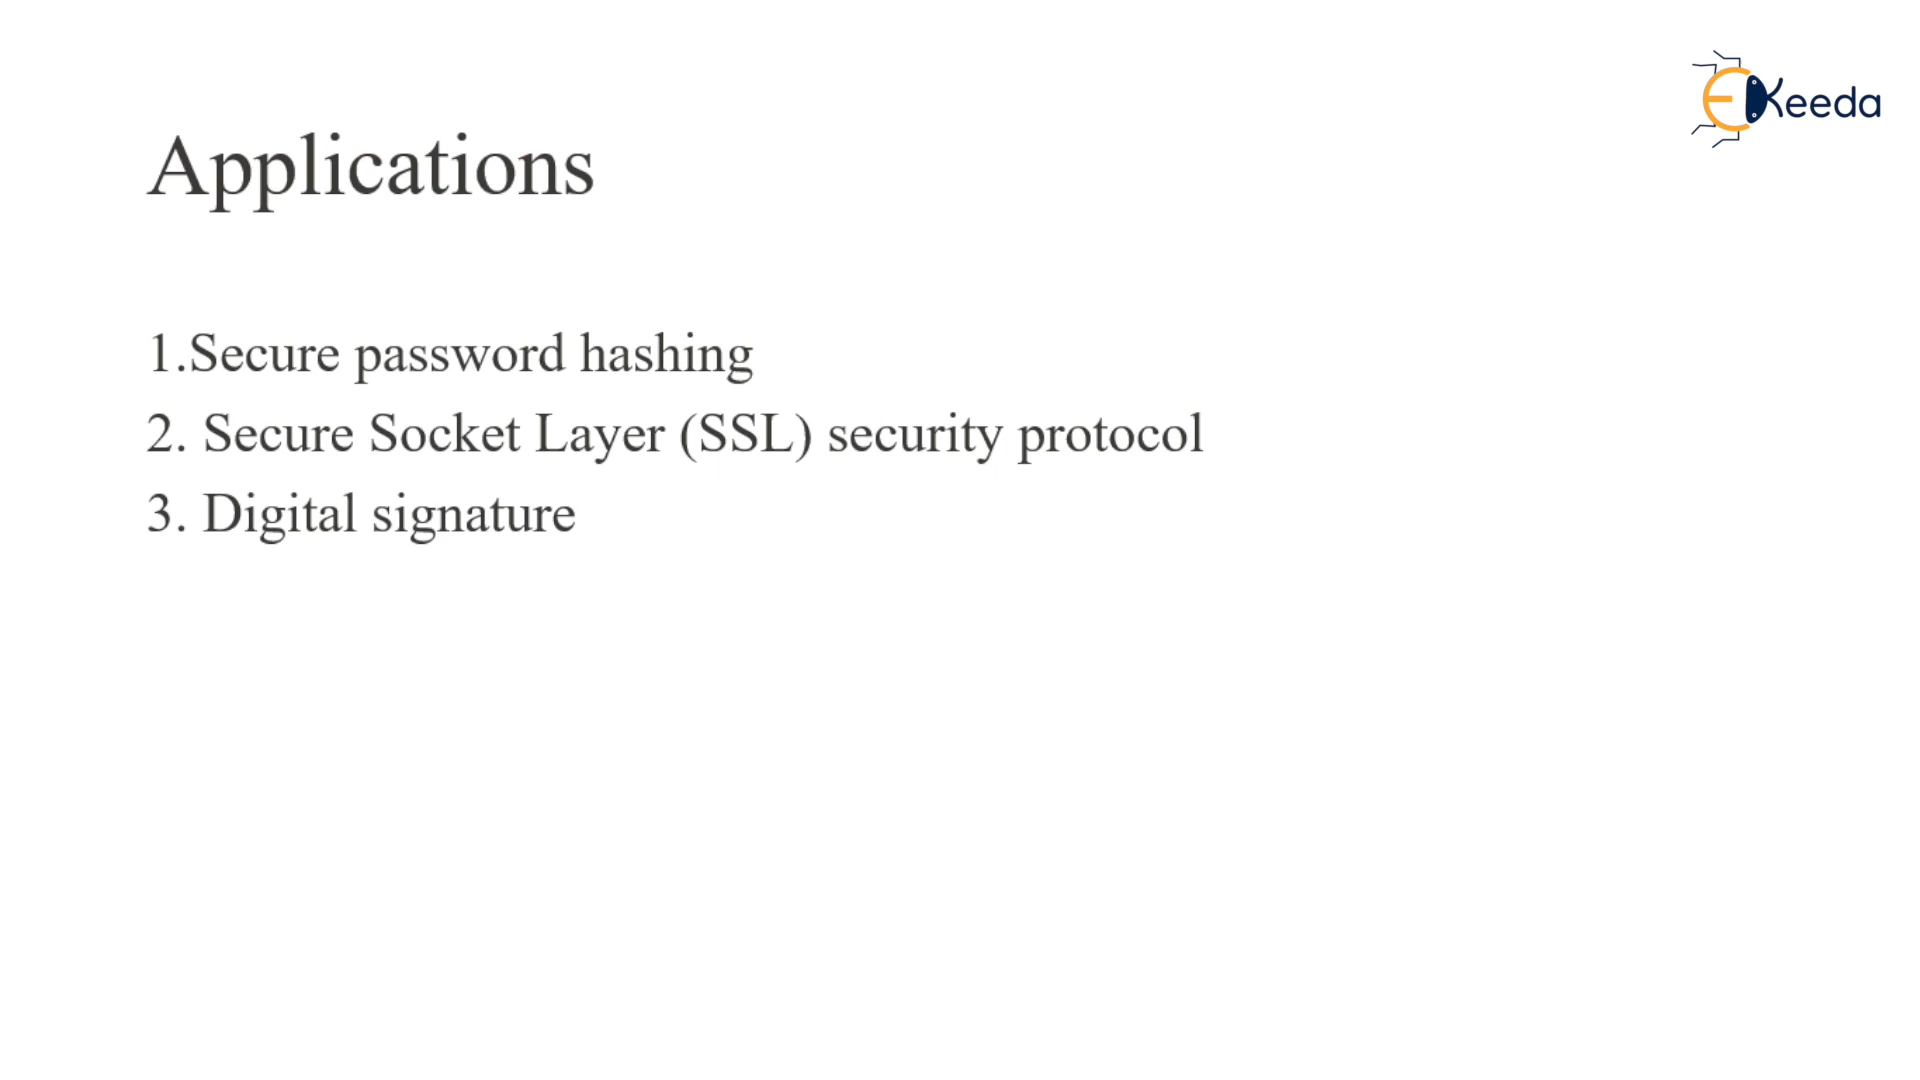 EKeeda
Applications
1.Secure password hashing
2. Secure Socket Layer (SSL) security protocol
3. Digital signature